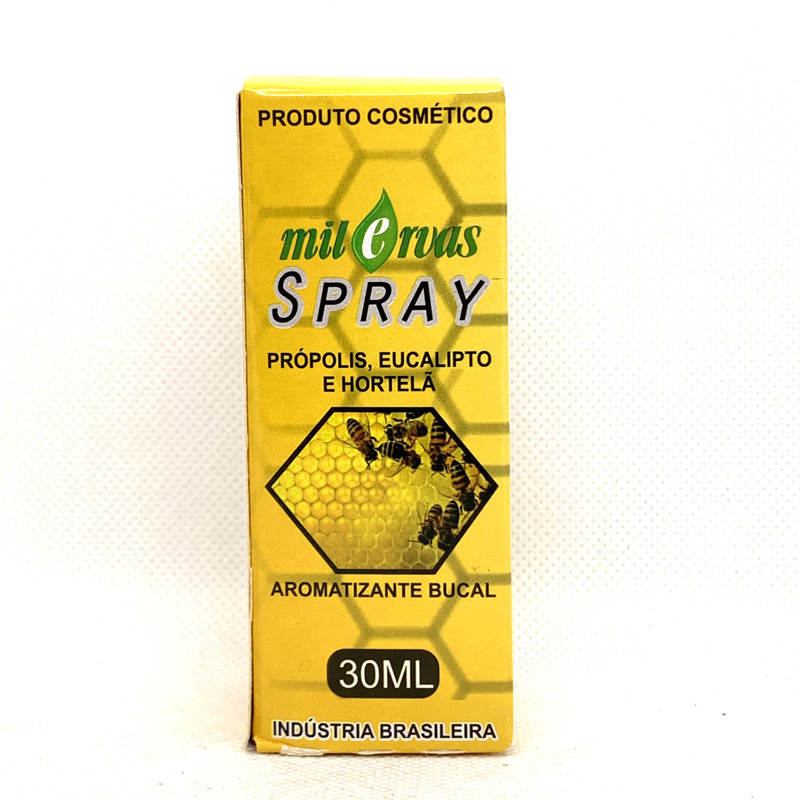 PRODUTO COSMÉTICO
milervas
SPRAY
PRÓPOLIS, EUCALIPTO
E HORTELÃ
AROMATIZANTE BUCAL
30ML
INDÚSTRIA BRASILEIRA